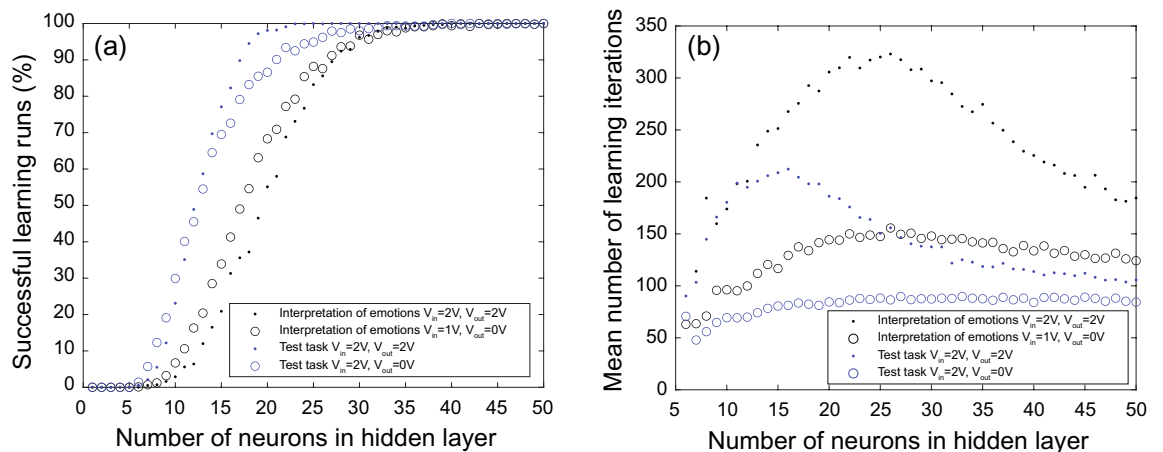 (a)
Successful learning runs (%)
100
90
80
70
60
50
40
30
20
10
0
0 5 10 15 20 25 30 35 40 45 50
Number of neurons in hidden layer
Interpretation of emotions V_in=2V, V_out=2V
Interpretation of emotions V_in=1V, V_out=0V
Test task V_in=2V, V_out=2V
Test task V_in=2V, V_out=0V
(b)
Mean number of learning iterations
350
300
250
200
150
100
50
0
5 10 15 20 25 30 35 40 45 50
Number of neurons in hidden layer
Interpretation of emotions V_in=2V, V_out=2V
Interpretation of emotions V_in=1V, V_out=0V
Test task V_in=2V, V_out=2V
Test task V_in=2V, V_out=0V